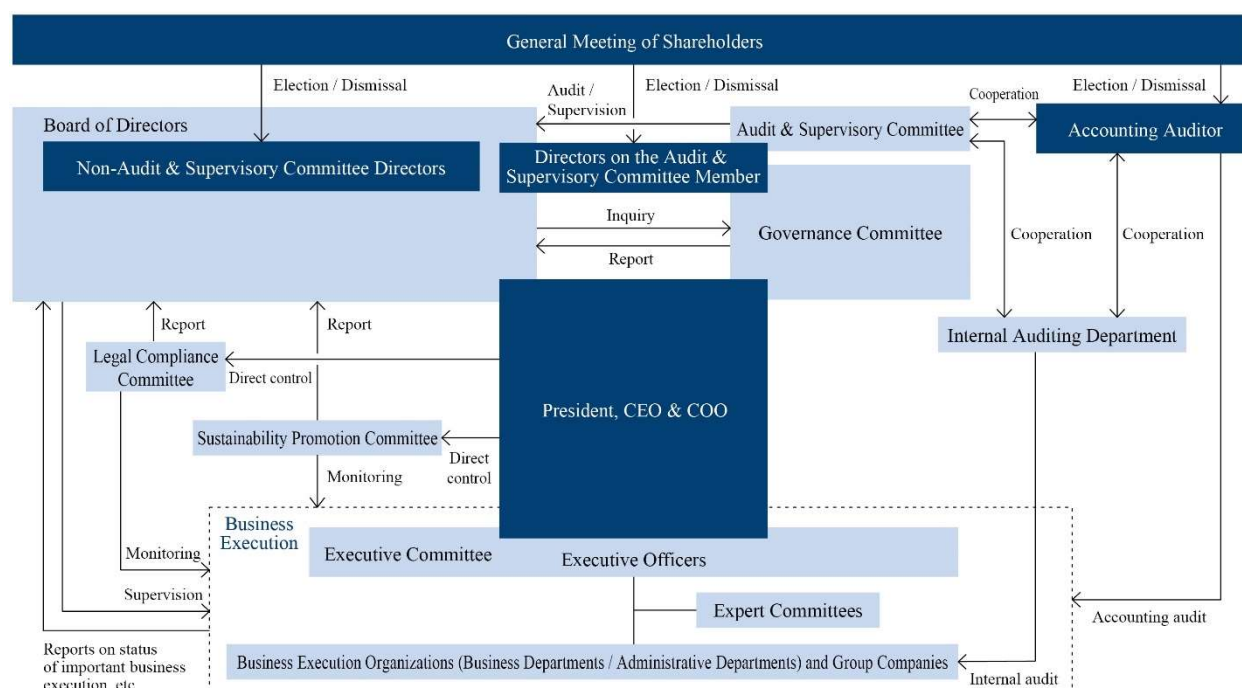 General Meeting of Shareholders
Election / Dismissal
Audit /
Supervision
Election / Dismissal
Cooperation
Election / Dismissal
Board of Directors
Audit & Supervisory Committee
Accounting Auditor
Non-Audit & Supervisory Committee Directors
Directors on the Audit &
Supervisory Committee Member
Inquiry
Report
Governance Committee
Cooperation
Cooperation
Report
Report
Internal Auditing Department
Legal Compliance
Committee
Direct control
President, CEO & COO
Sustainability Promotion Committee
Direct
control
Monitoring
Business
Execution
Executive Committee
Executive Officers
Monitoring
Supervision
Expert Committees
Accounting audit
Reports on status
of important business
execution, etc
Business Execution Organizations (Business Departments / Administrative Departments) and Group Companies
Internal audit